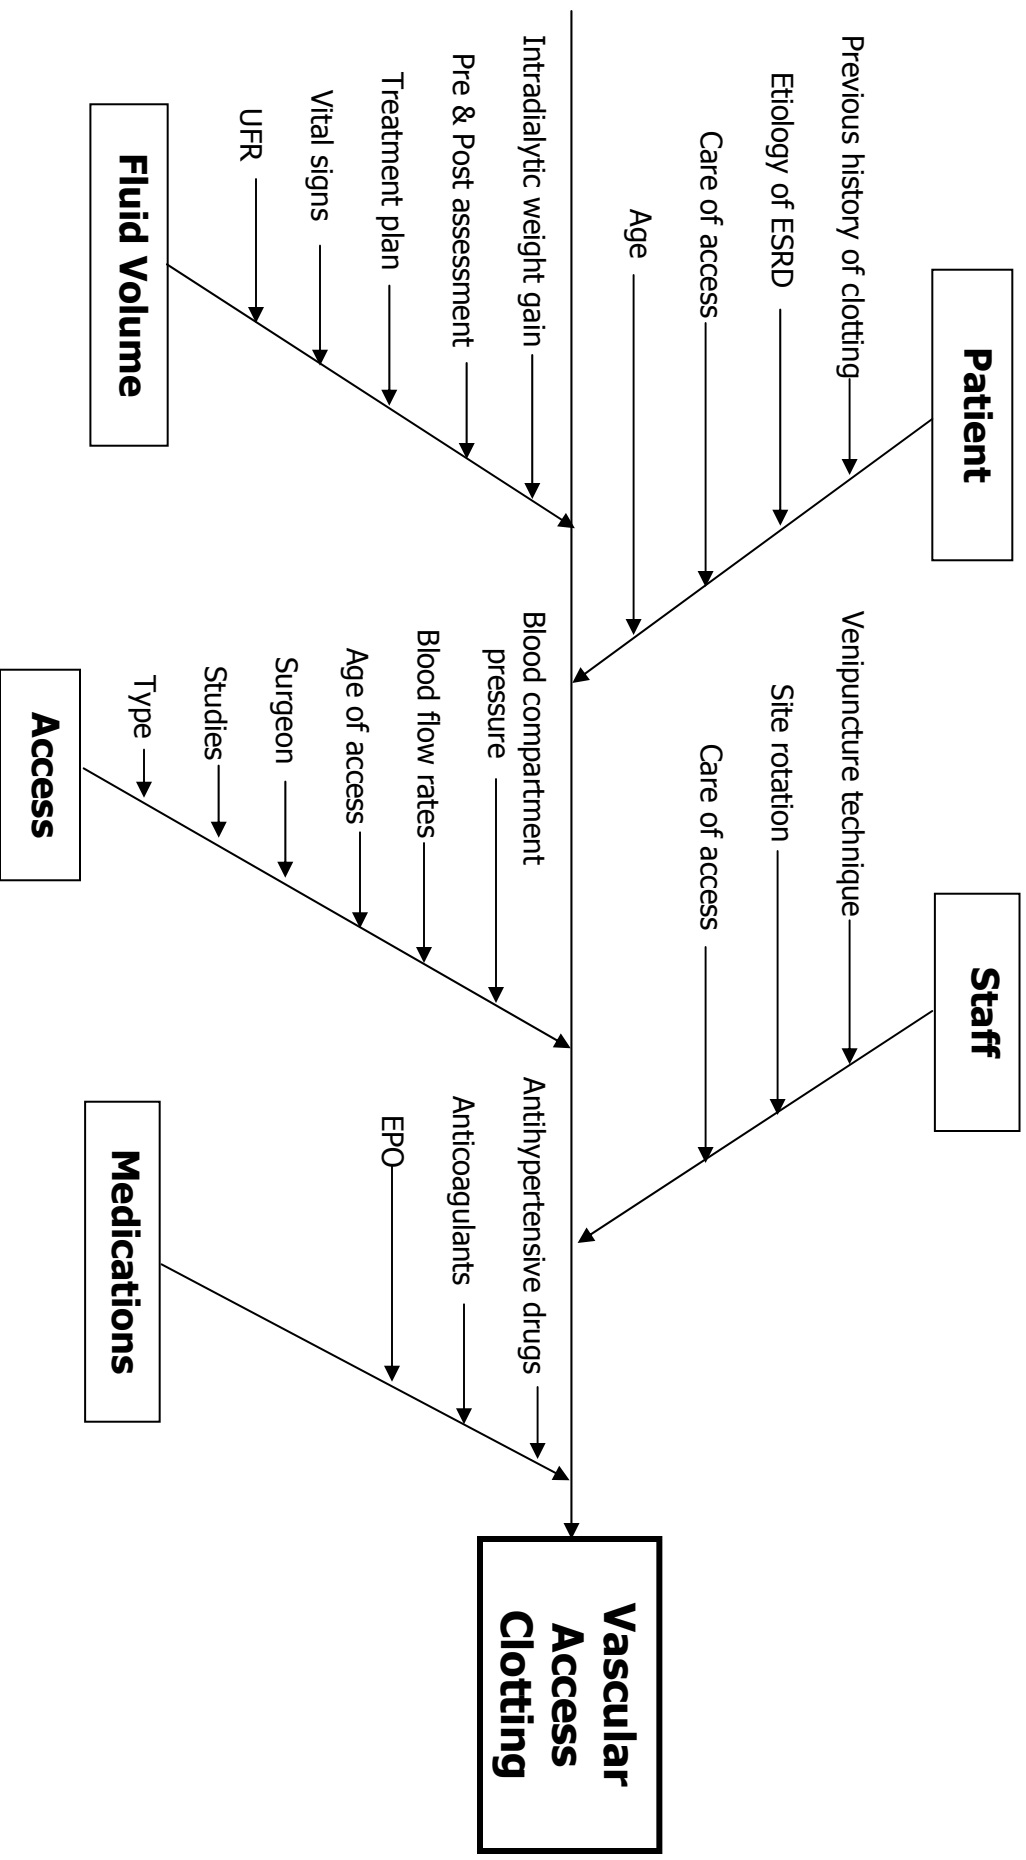 Patient
Previous history of clotting
Etiology of ESRD
Care of access
Age
Staff
Venipuncture technique
Site rotation
Care of access
Intradialytic weight gain
Pre & Post assessment
Treatment plan
Vital signs
UFR
Fluid Volume
Blood compartment
pressure
Blood flow rates
Age of access
Surgeon
Studies
Type
Access
Antihypertensive drugs
Anticoagulants
EPO
Medications
Vascular
Access
Clotting